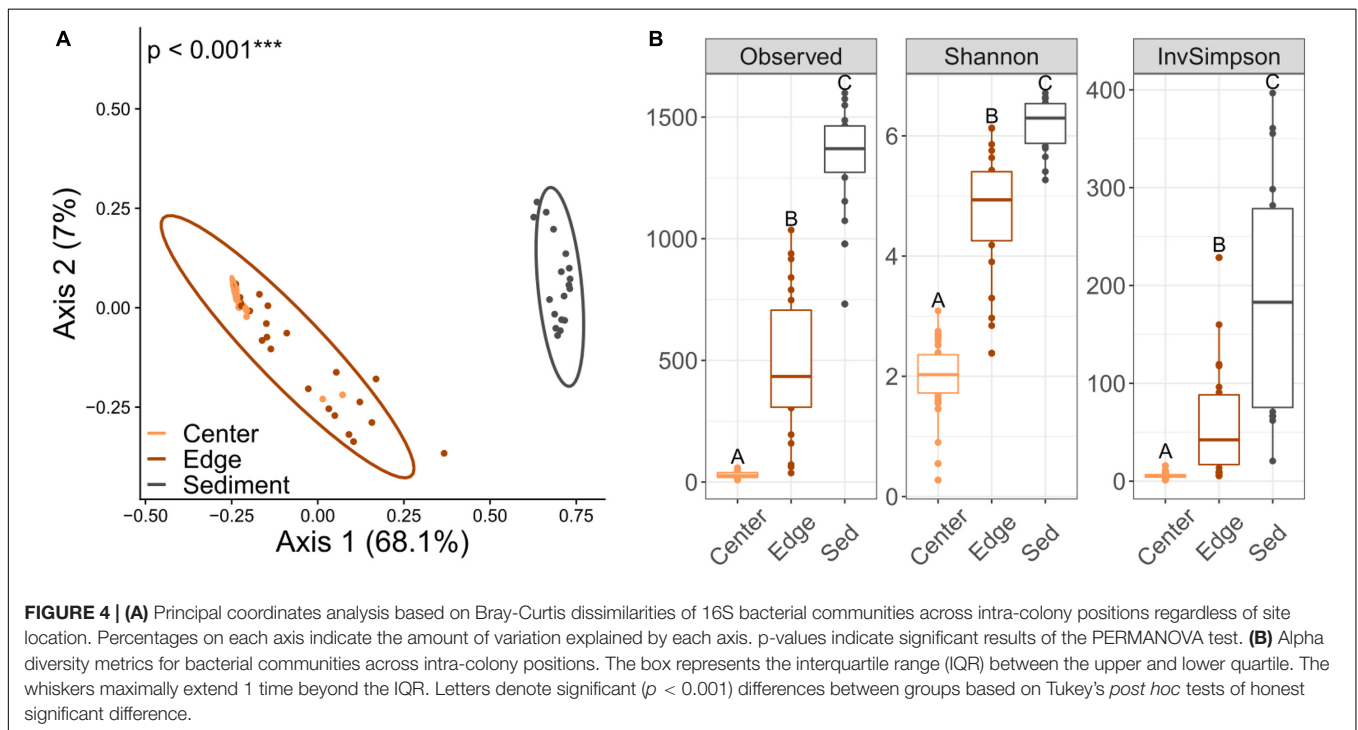 A
p < 0.001***
Axis 2 (7%)
0.50
0.25
0.00
−0.25
Center
Edge
Sediment
−0.50 −0.25 0.00 0.25 0.50 0.75
Axis 1 (68.1%)
B
Observed
1500
1000
500
0
A
B
C
Center Edge Sed
Shannon
6
4
2
0
A
B
C
Center Edge Sed
InvSimpson
400
300
200
100
0
A
B
C
Center Edge Sed
FIGURE 4 | (A) Principal coordinates analysis based on Bray-Curtis dissimilarities of 16S bacterial communities across intra-colony positions regardless of site
location. Percentages on each axis indicate the amount of variation explained by each axis. p-values indicate significant results of the PERMANOVA test. (B) Alpha
diversity metrics for bacterial communities across intra-colony positions. The box represents the interquartile range (IQR) between the upper and lower quartile. The
whiskers maximally extend 1 time beyond the IQR. Letters denote significant (p < 0.001) differences between groups based on Tukey's post hoc tests of honest
significant difference.